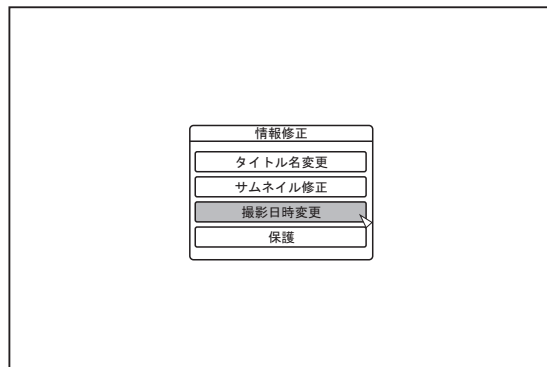 情報修正
タイトル名変更
サムネイル修正
撮影日時変更
保護